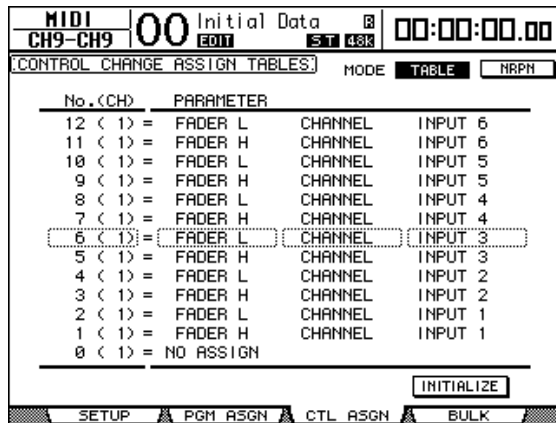 MIDI
CH9-CH9
00 Initial Data R
EDIT ST 48K
00:00:00.00
CONTROL CHANGE ASSIGN TABLES
MODE TABLE NRPN
No.(CH) PARAMETER
12 ( 1) = FADER L CHANNEL INPUT 6
11 ( 1) = FADER H CHANNEL INPUT 6
10 ( 1) = FADER L CHANNEL INPUT 5
9 ( 1) = FADER H CHANNEL INPUT 5
8 ( 1) = FADER L CHANNEL INPUT 4
7 ( 1) = FADER H CHANNEL INPUT 4
6 ( 1) = FADER L CHANNEL INPUT 3
5 ( 1) = FADER H CHANNEL INPUT 3
4 ( 1) = FADER L CHANNEL INPUT 2
3 ( 1) = FADER H CHANNEL INPUT 2
2 ( 1) = FADER L CHANNEL INPUT 1
1 ( 1) = FADER H CHANNEL INPUT 1
0 ( 1) = NO ASSIGN
INITIALIZE
SETUP PGM ASGN CTL ASGN BULK